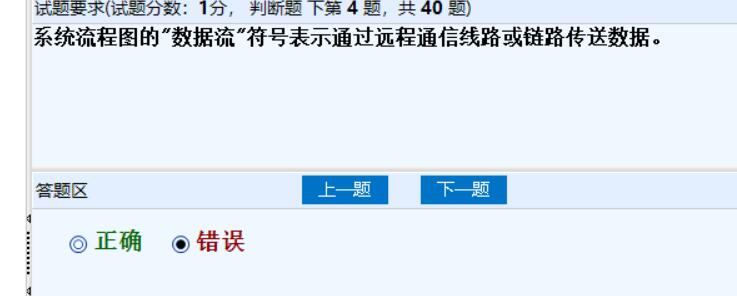 试题要求(试题分数：1分， 判断题 下第 4 题，共 40 题)
系统流程图的"数据流"符号表示通过远程通信线路或链路传送数据。
答题区 上一题 下一题
正确 错误